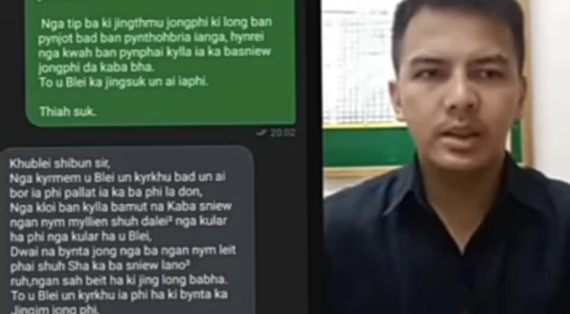 Nga tip ba ki jingthmu jongphi ki long ban
pynjot bad ban pynthohbria ianga, hynrei
nga kwah ban pynphai kylla ia ka basniew
jongphi da kaba bha.
To u Blei ka jingsuk un ai iaphi.
Thiah suk.
20:02
Khublei shibun sir,
Nga kyrmem u Blei un kyrkhu bad un ai
bor ia phi pallat ia ka ba phi la don,
Nga kloi ban kylla bamut na Kaba sniew
ngan nym myllien shuh dalei² nga kular
ha phi nga kular ha u Blei,
Dwai na bynta jong nga ba ngan nym leit
phai shuh Sha ka ba sniew lano³
ruh,ngan sah beit ha ki jing long babha.
To u Blei un kyrkhu ia phi ha ki bynta ka
Jingim jong phi.